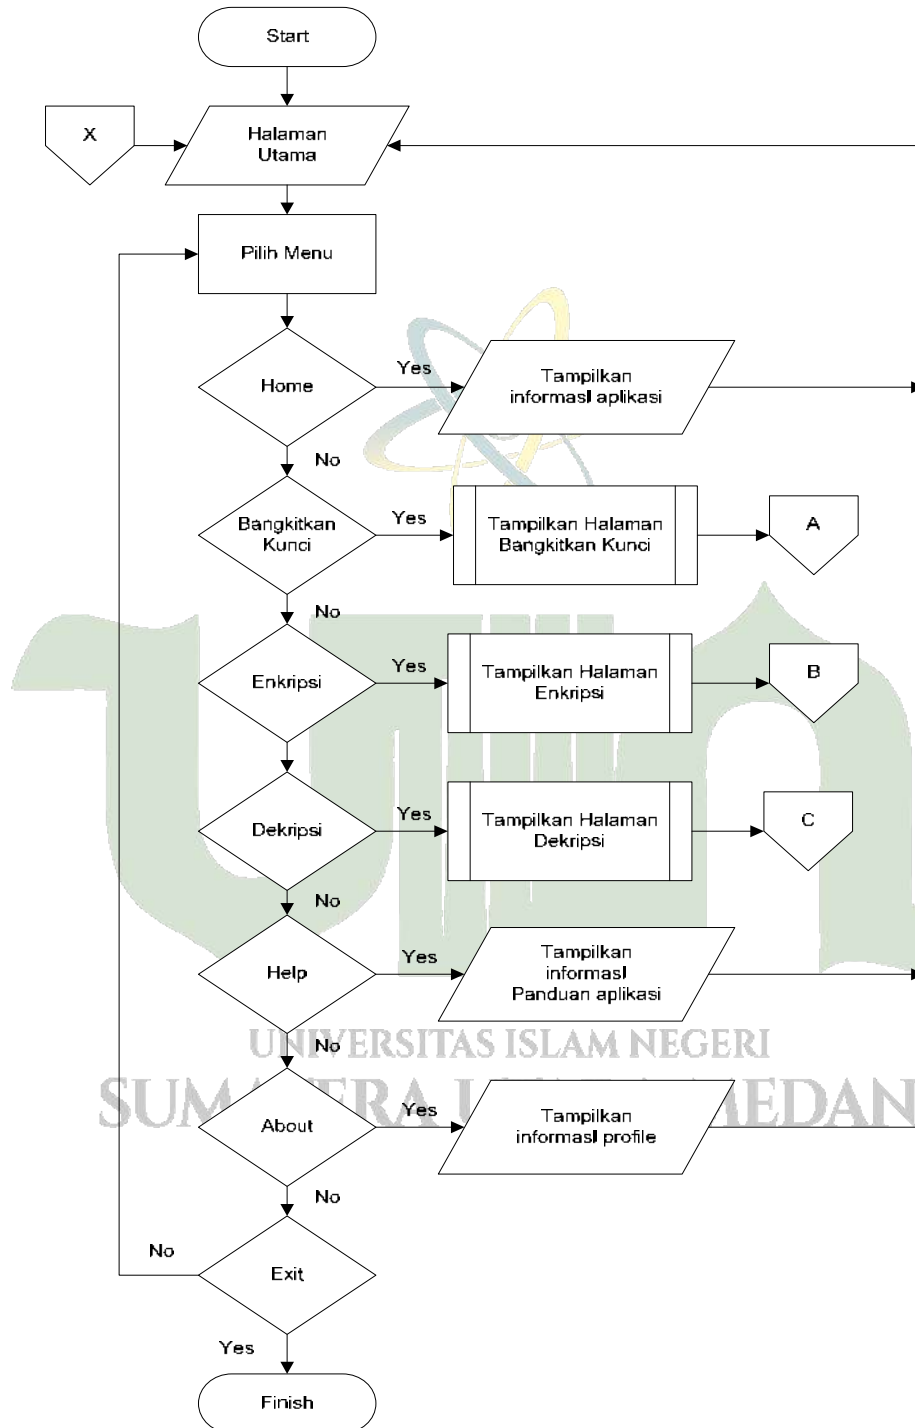 Start
X
Halaman
Utama
Pilih Menu
Home
Yes
Tampilkan
informasi aplikasi
No
Bangkitkan
Kunci
Yes
Tampilkan Halaman
Bangkitkan Kunci
A
No
Enkripsi
Yes
Tampilkan Halaman
Enkripsi
B
Dekripsi
Yes
Tampilkan Halaman
Dekripsi
C
No
Help
Yes
Tampilkan
informasi
Panduan aplikasi
No
UNIVERSITAS ISLAM NEGERI
About
Yes
Tampilkan
informasi profile
MEDAN
No
No
Exit
Yes
Finish